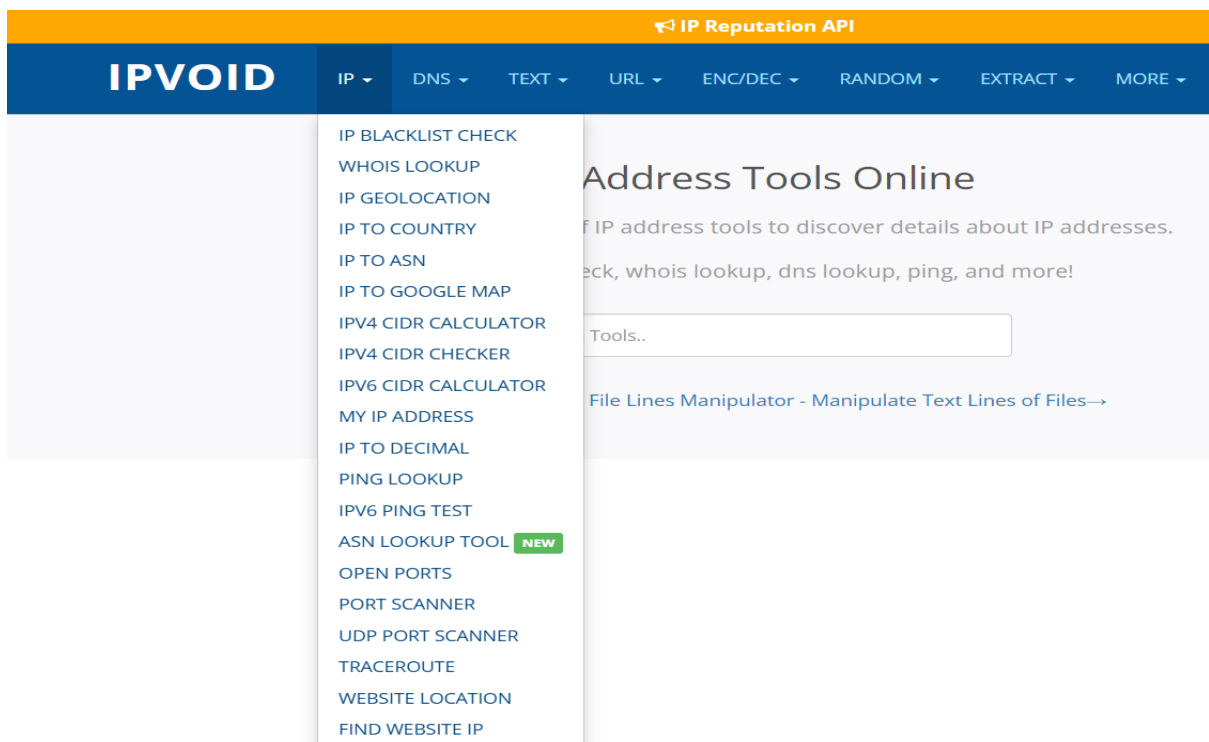 IP Reputation API
IPVOID IP DNS TEXT URL ENC/DEC RANDOM EXTRACT MORE
IP BLACKLIST CHECK
WHOIS LOOKUP
IP GEOLOCATION
IP TO COUNTRY
IP TO ASN
IP TO GOOGLE MAP
IPV4 CIDR CALCULATOR
IPV4 CIDR CHECKER
IPV6 CIDR CALCULATOR
MY IP ADDRESS
IP TO DECIMAL
PING LOOKUP
IPV6 PING TEST
ASN LOOKUP TOOL NEW
OPEN PORTS
PORT SCANNER
UDP PORT SCANNER
TRACEROUTE
WEBSITE LOCATION
FIND WEBSITE IP
Address Tools Online
IP address tools to discover details about IP addresses.
whois lookup, dns lookup, ping, and more!
Tools..
File Lines Manipulator - Manipulate Text Lines of Files→